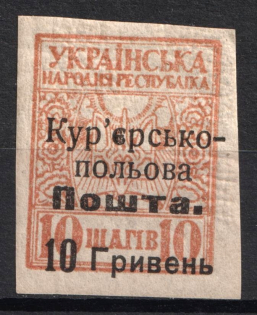 УКРАЇНСЬКА
НАРОДНЯ РЕСПУБЛІКА
Кур'єрсько-
польова
Пошта.
10 ШАГІВ 10
10 Гривень